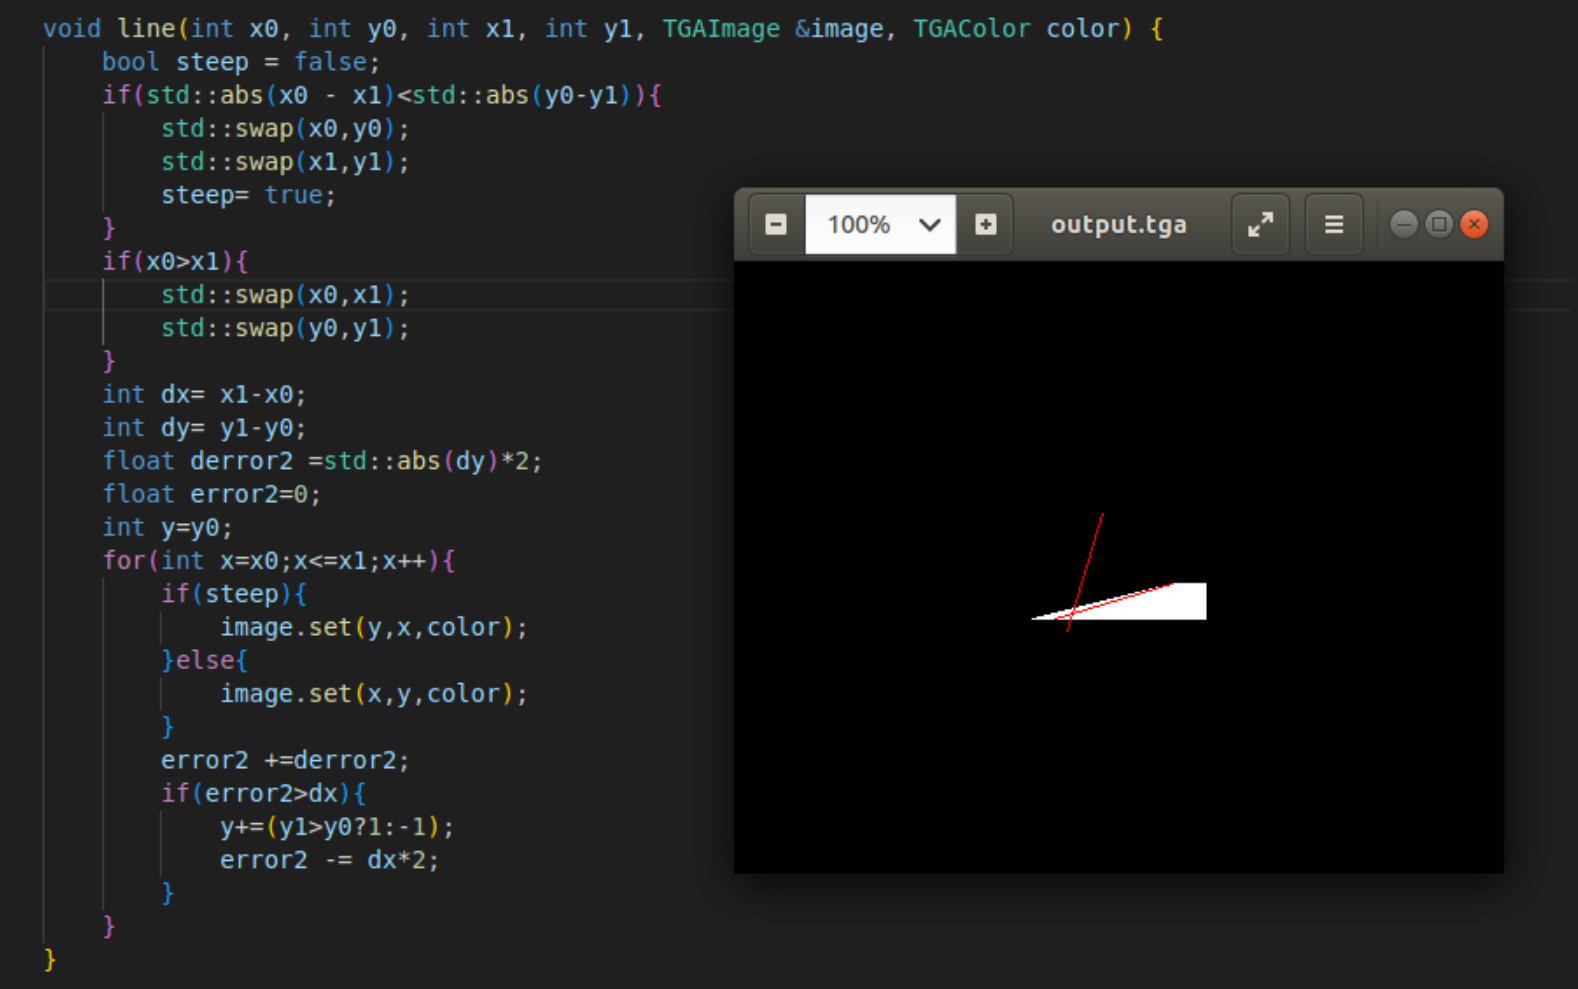 void line(int x0, int y0, int x1, int y1, TGAImage &image, TGAColor color) {
    bool steep = false;
    if(std::abs(x0 - x1)<std::abs(y0-y1)){
        std::swap(x0,y0);
        std::swap(x1,y1);
        steep= true;
    }
    if(x0>x1){
        std::swap(x0,x1);
        std::swap(y0,y1);
    }
    int dx= x1-x0;
    int dy= y1-y0;
    float derror2 =std::abs(dy)*2;
    float error2=0;
    int y=y0;
    for(int x=x0;x<=x1;x++){
        if(steep){
            image.set(y,x,color);
        }else{
            image.set(x,y,color);
        }
        error2 +=derror2;
        if(error2>dx){
            y+=(y1>y0?1:-1);
            error2 -= dx*2;
        }
    }
}
100% output.tga